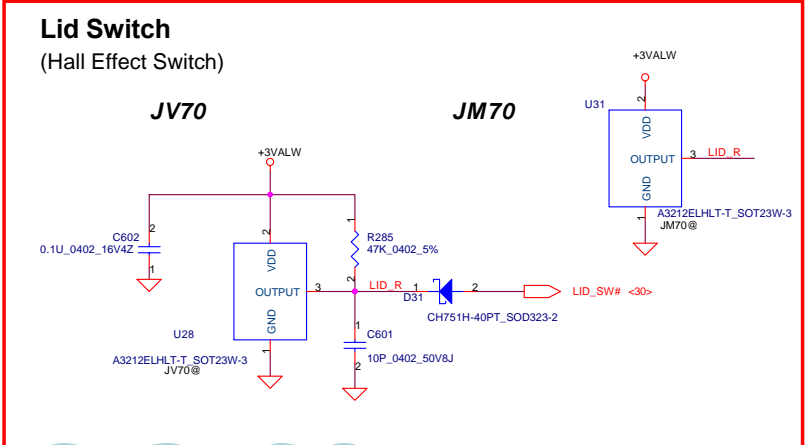 Lid Switch
(Hall Effect Switch)
JV70
JM70
+3VALW
2
U31
VDD
OUTPUT
3
LID_R
GND
1
A3212ELHLT-T_SOT23W-3
JM70@
+3VALW
2
C602
0.1U_0402_16V4Z
1
2
VDD
OUTPUT
3
GND
1
U28
A3212ELHLT-T_SOT23W-3
JV70@
1
R285
47K_0402_5%
2
LID_R
1
D31
2
CH751H-40PT_SOD323-2
LID_SW# <30>
1
C601
10P_0402_50V8J
2